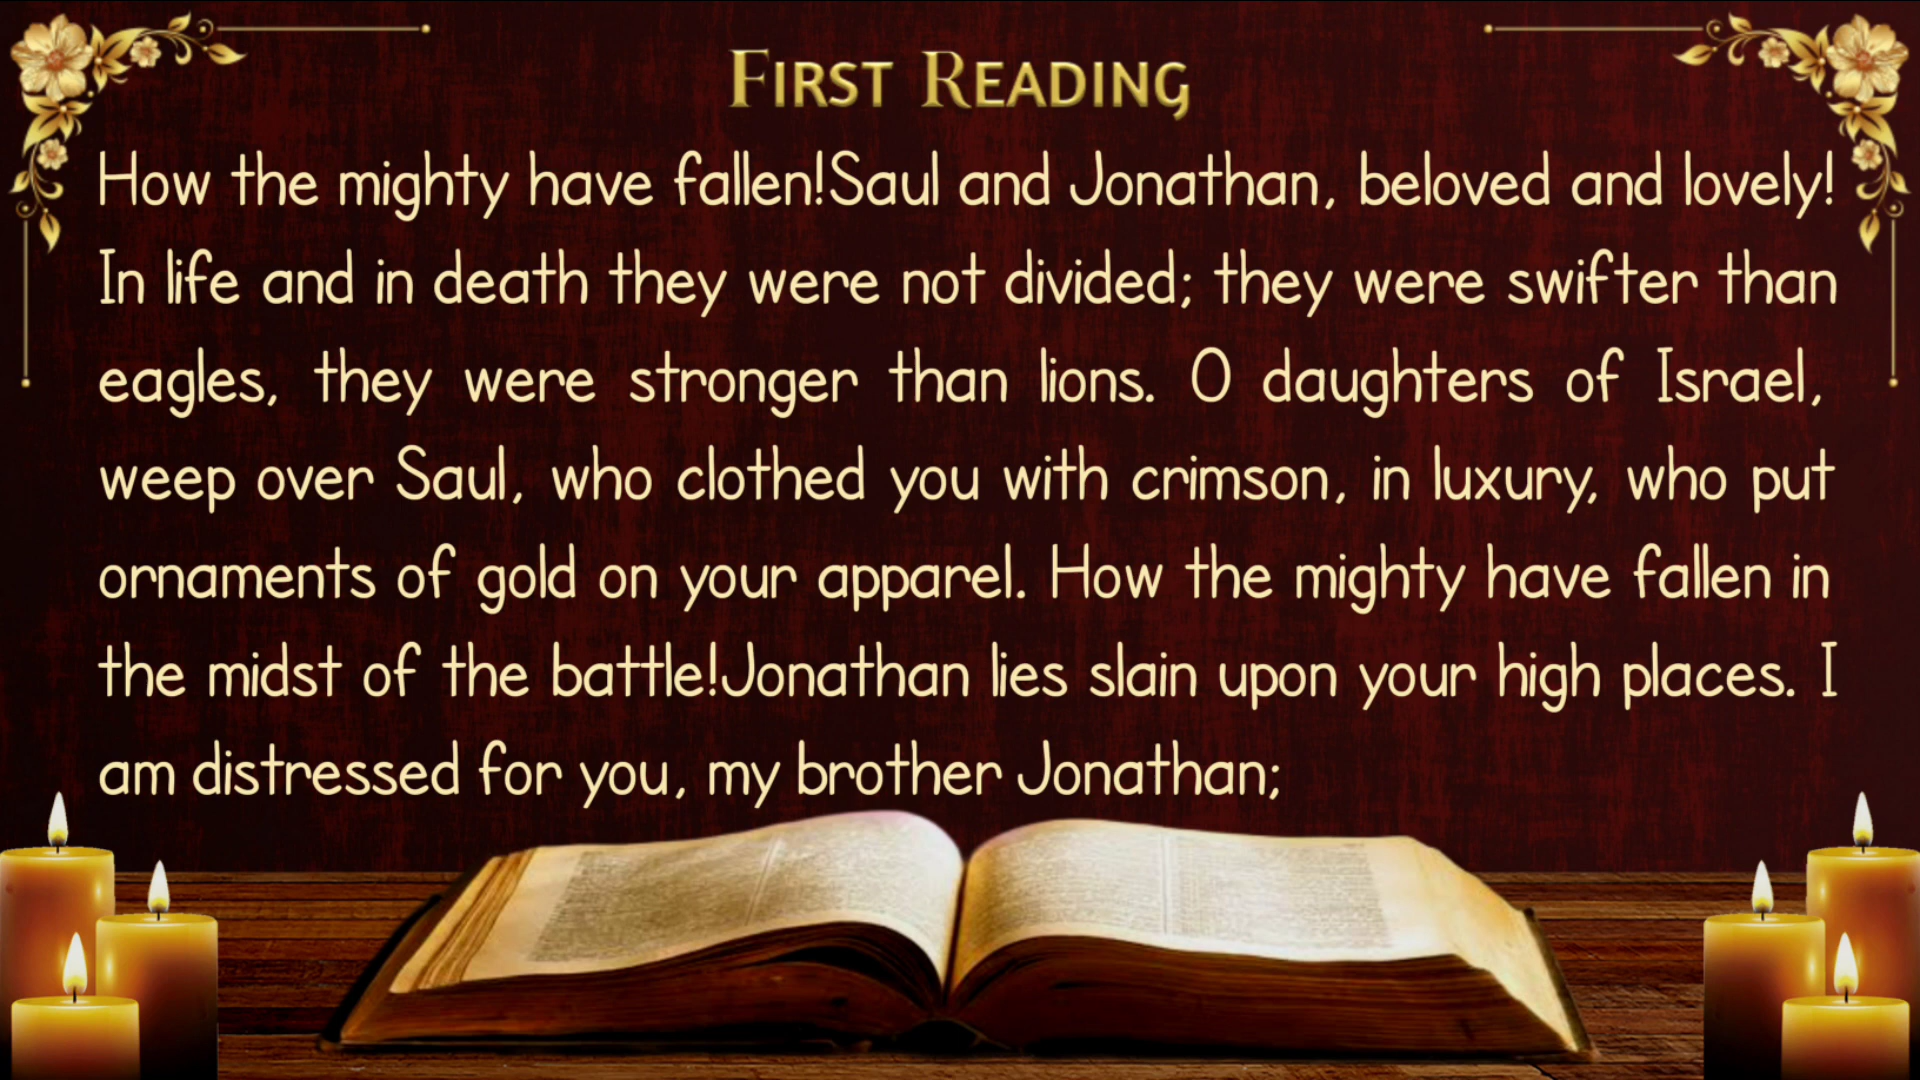 First Reading
How the mighty have fallen!Saul and Jonathan, beloved and lovely!
In life and in death they were not divided; they were swifter than
eagles, they were stronger than lions. O daughters of Israel,
weep over Saul, who clothed you with crimson, in luxury, who put
ornaments of gold on your apparel. How the mighty have fallen in
the midst of the battle!Jonathan lies slain upon your high places. I
am distressed for you, my brother Jonathan;